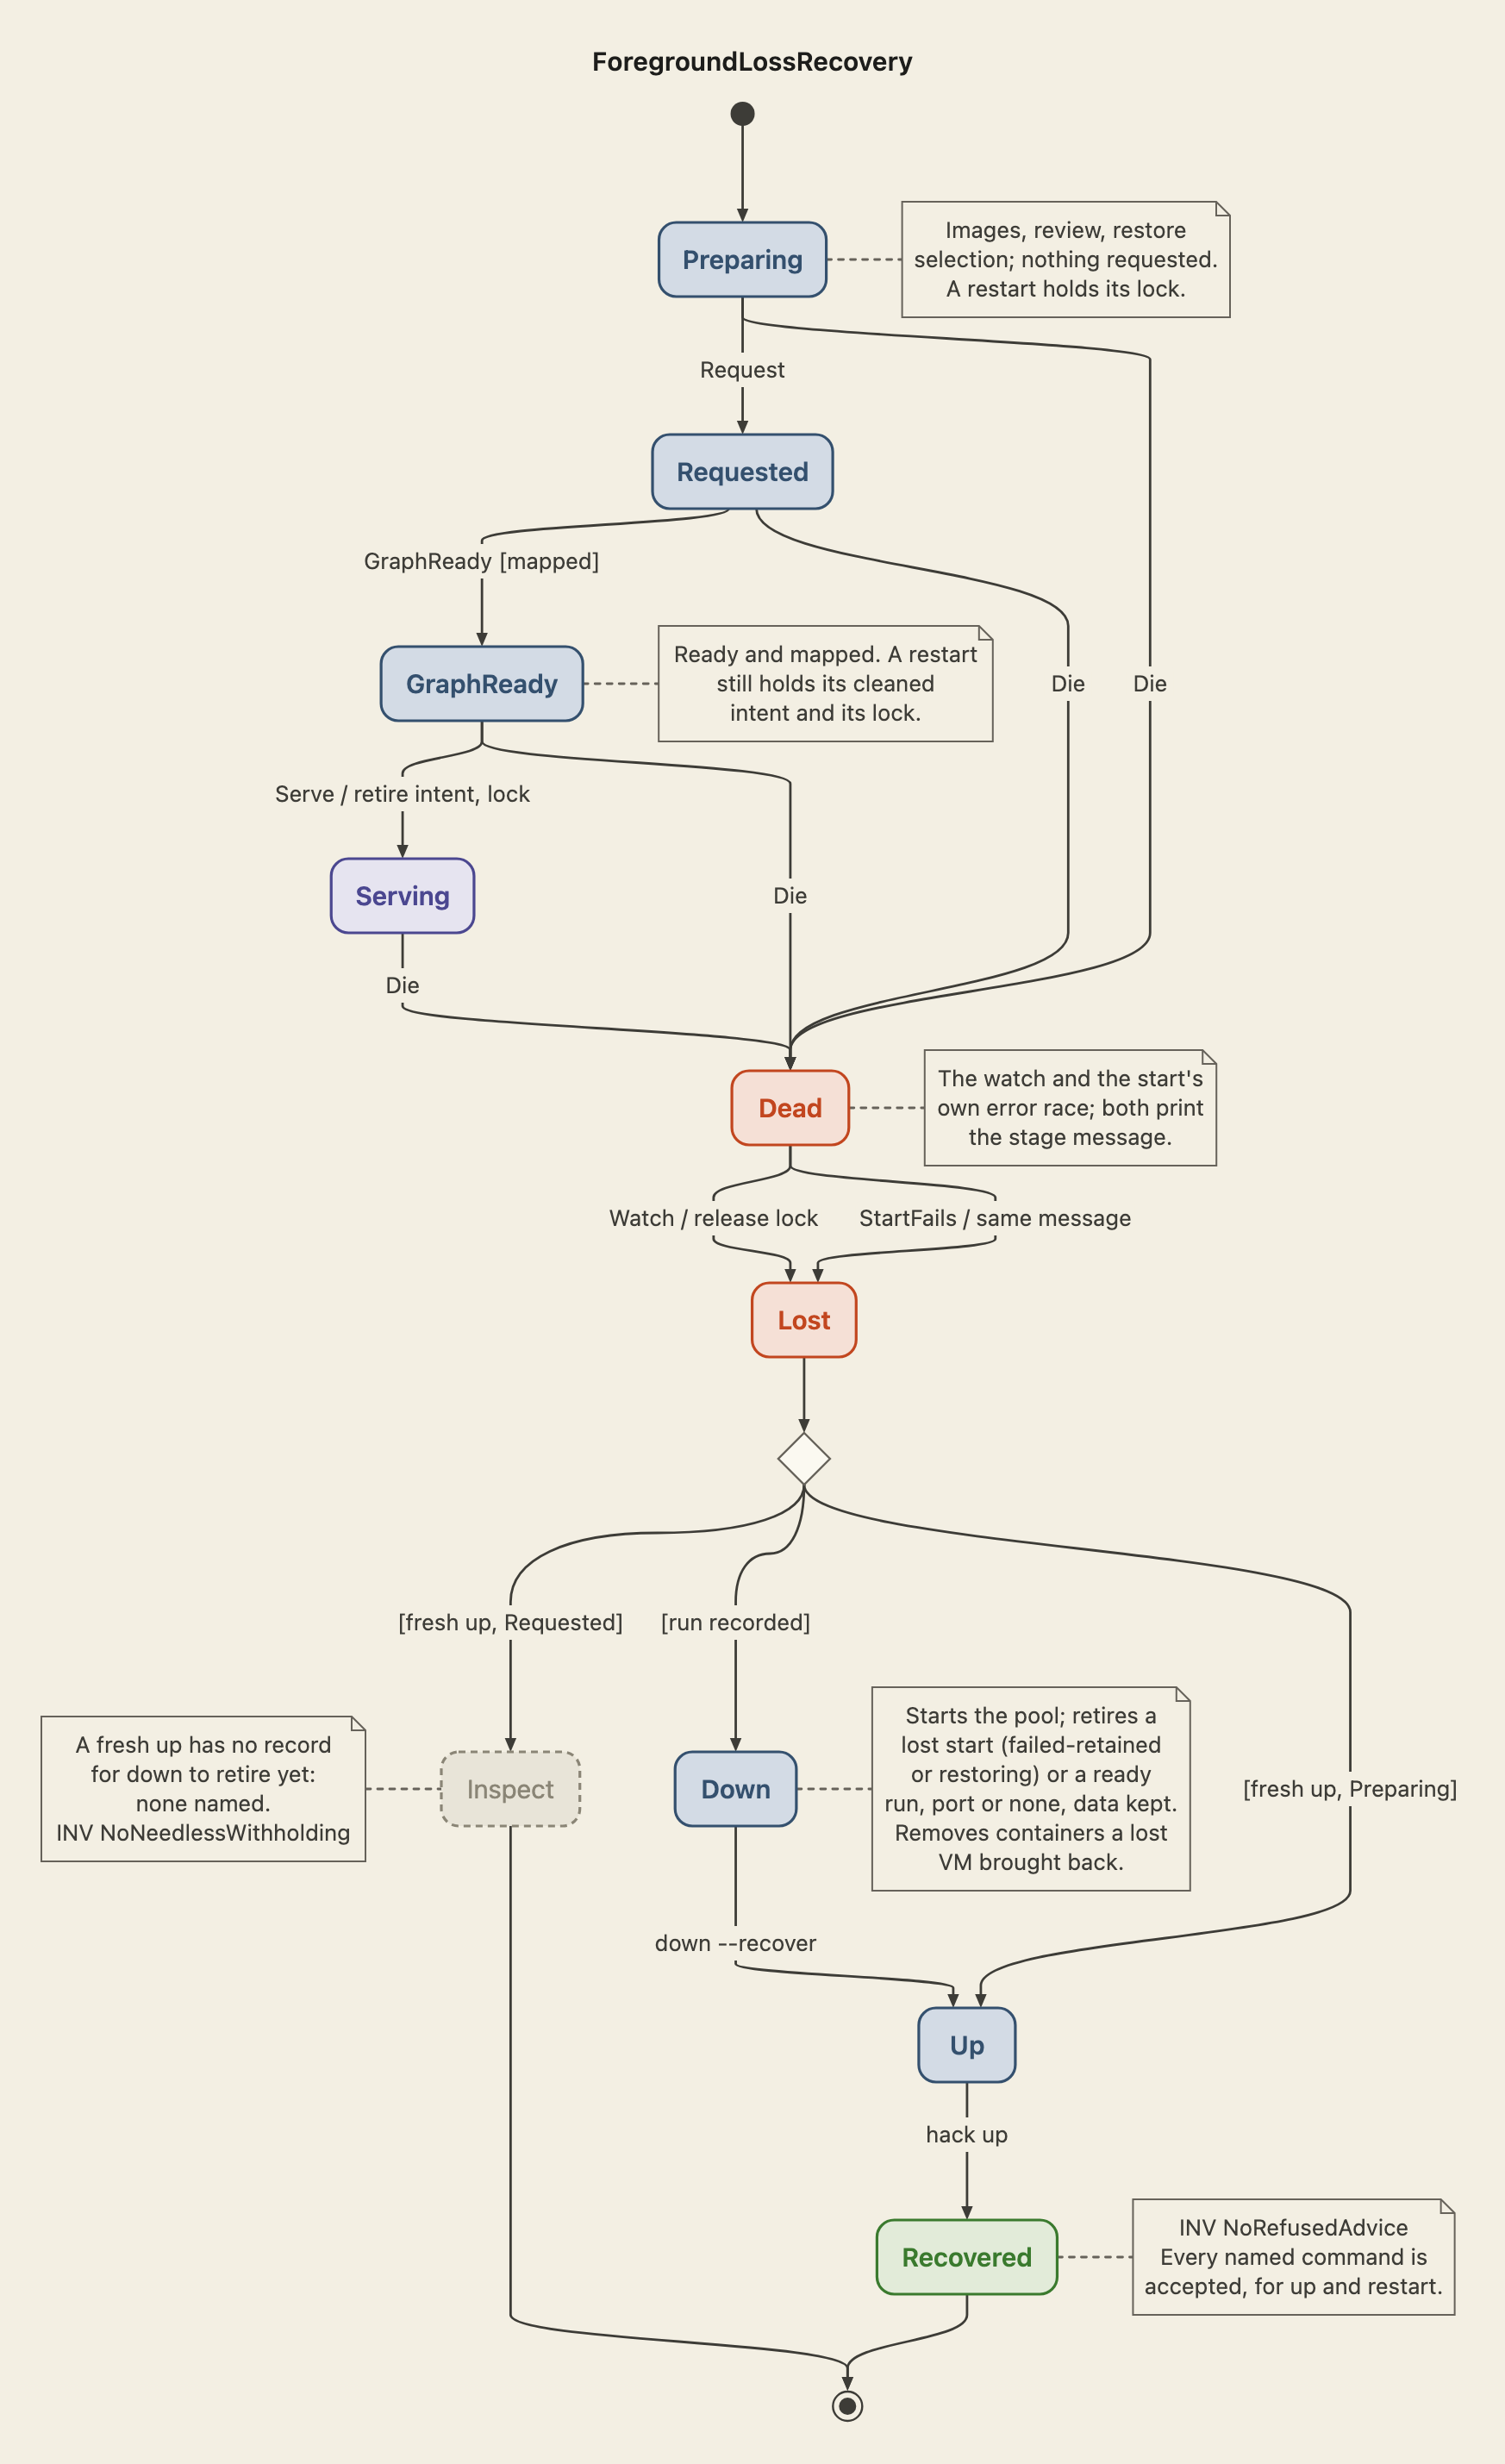 ForegroundLossRecovery
Preparing
Images, review, restore
selection; nothing requested.
A restart holds its lock.
Request
Requested
GraphReady [mapped]
GraphReady
Ready and mapped. A restart
still holds its cleaned
intent and its lock.
Die
Die
Serve / retire intent, lock
Serving
Die
Die
Dead
The watch and the start's
own error race; both print
the stage message.
Watch / release lock
StartFails / same message
Lost
[fresh up, Requested]
[run recorded]
[fresh up, Preparing]
A fresh up has no record
for down to retire yet:
none named.
INV NoNeedlessWithholding
Inspect
Down
Starts the pool; retires a
lost start (failed-retained
or restoring) or a ready
run, port or none, data kept.
Removes containers a lost
VM brought back.
down --recover
Up
hack up
Recovered
INV NoRefusedAdvice
Every named command is
accepted, for up and restart.